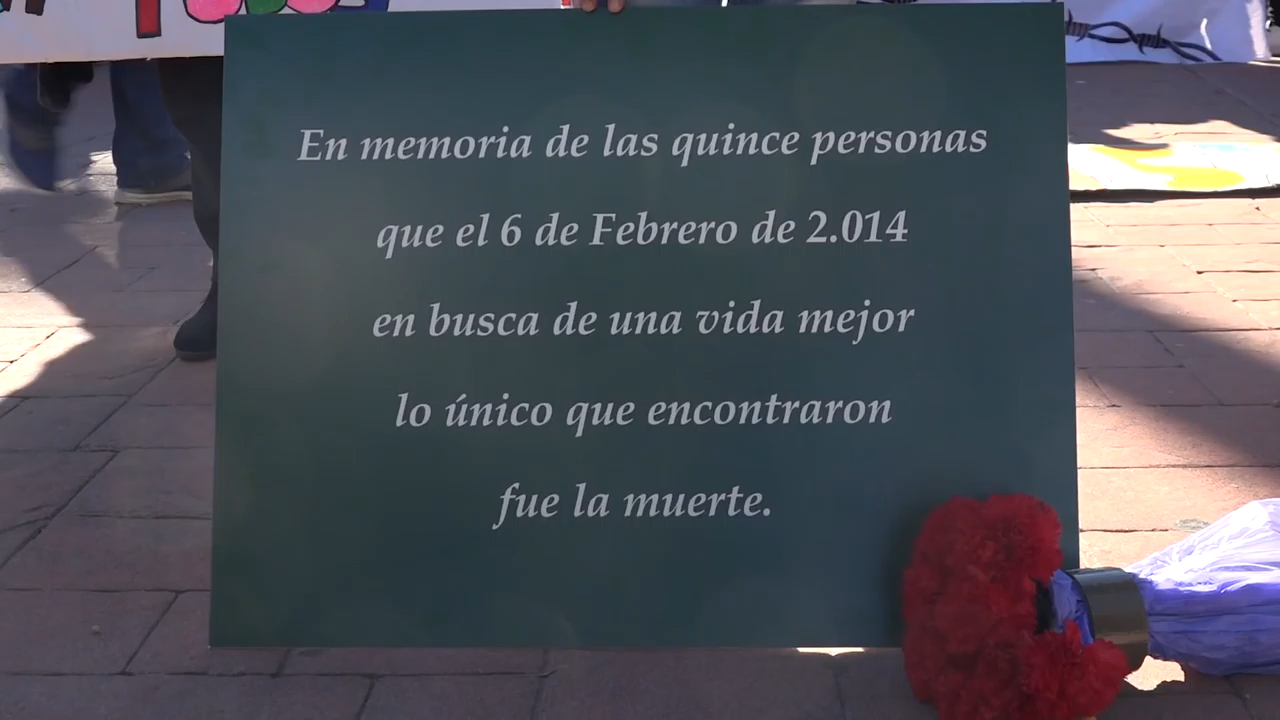 En memoria de las quince personas
que el 6 de Febrero de 2.014
en busca de una vida mejor
lo único que encontraron
fue la muerte.